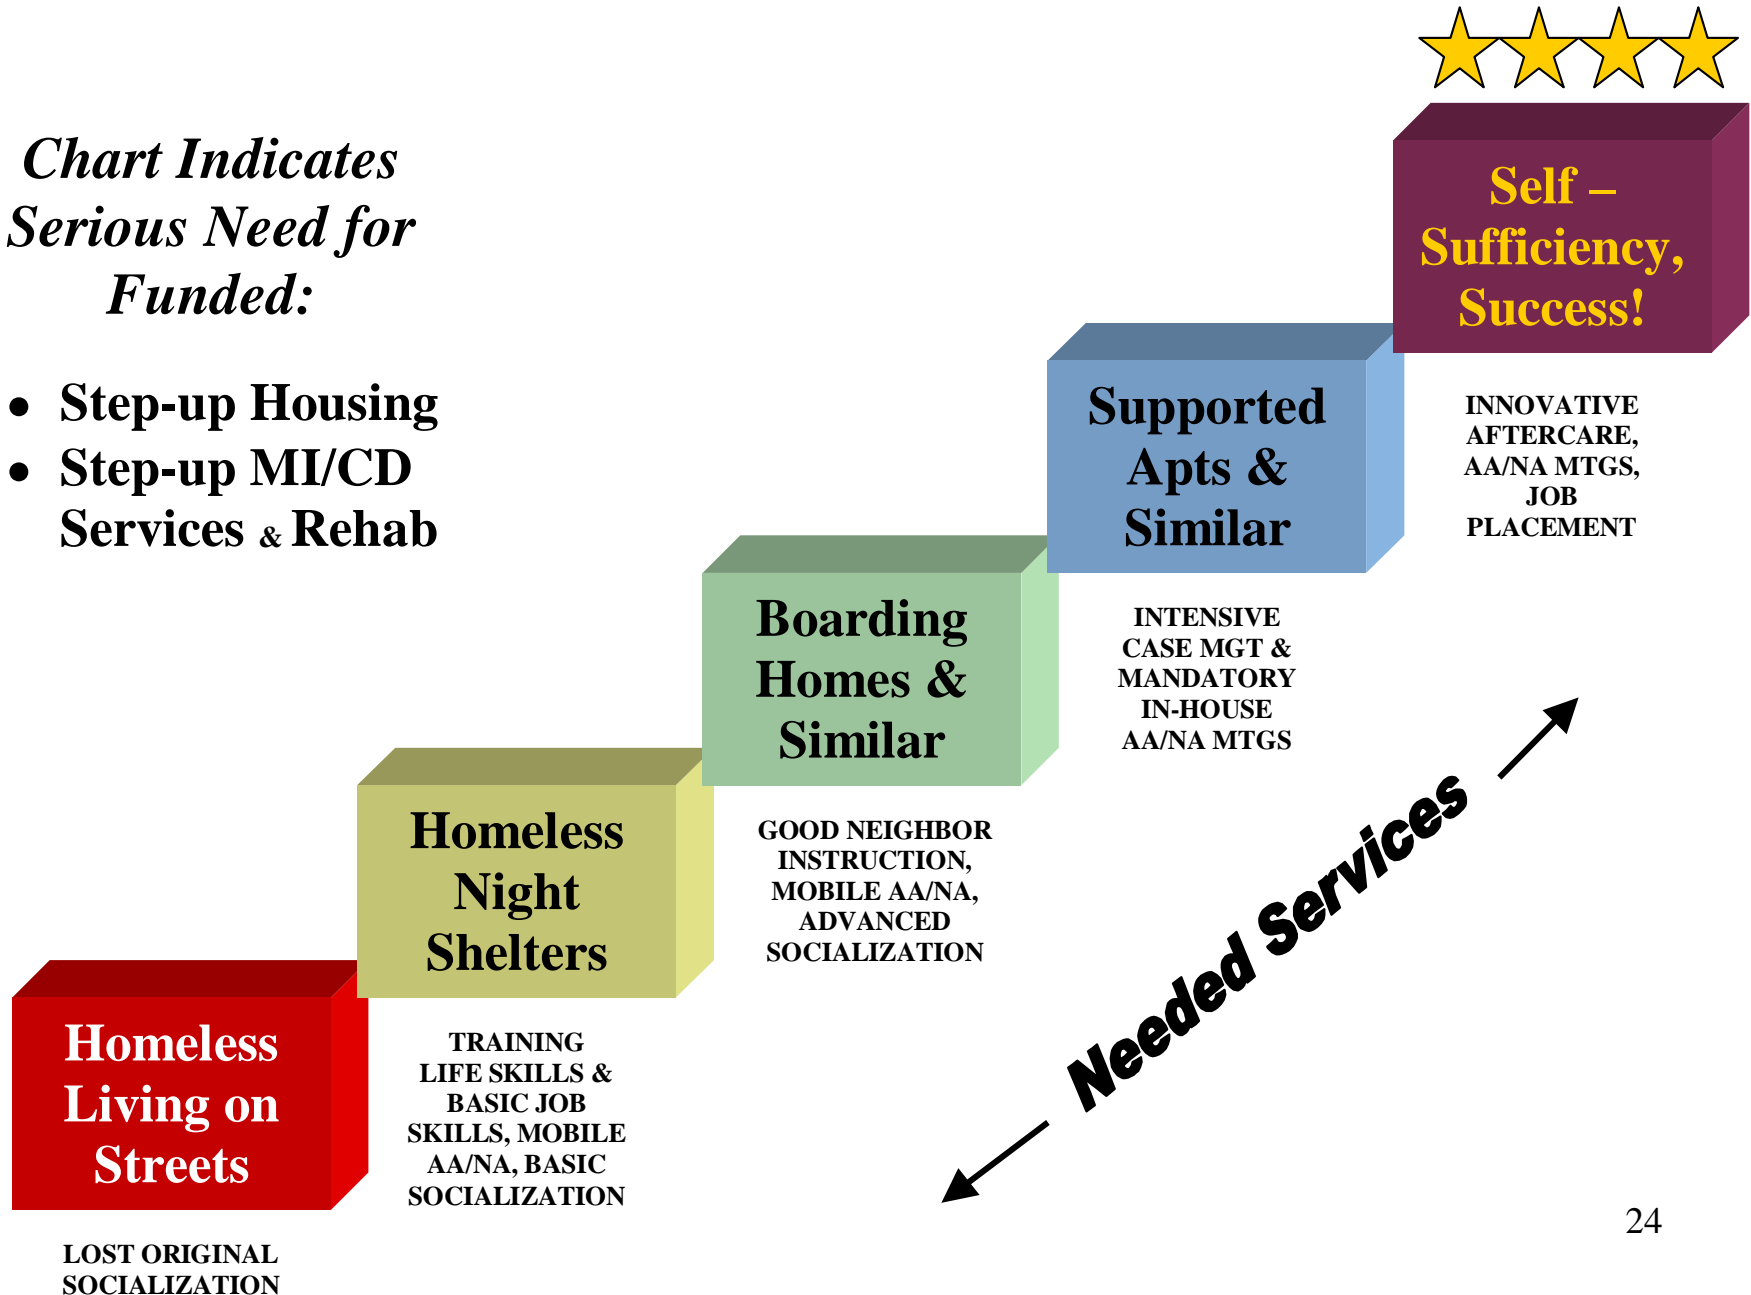 Chart Indicates
Serious Need for
Funded:
• Step-up Housing
• Step-up MI/CD
Services & Rehab
Self –
Sufficiency,
Success!
INNOVATIVE
AFTERCARE,
AA/NA MTGS,
JOB
PLACEMENT
Supported
Apts &
Similar
INTENSIVE
CASE MGT &
MANDATORY
IN-HOUSE
AA/NA MTGS
Boarding
Homes &
Similar
GOOD NEIGHBOR
INSTRUCTION,
MOBILE AA/NA,
ADVANCED
SOCIALIZATION
Homeless
Night
Shelters
TRAINING
LIFE SKILLS &
BASIC JOB
SKILLS, MOBILE
AA/NA, BASIC
SOCIALIZATION
Homeless
Living on
Streets
LOST ORIGINAL
SOCIALIZATION
Needed Services
24